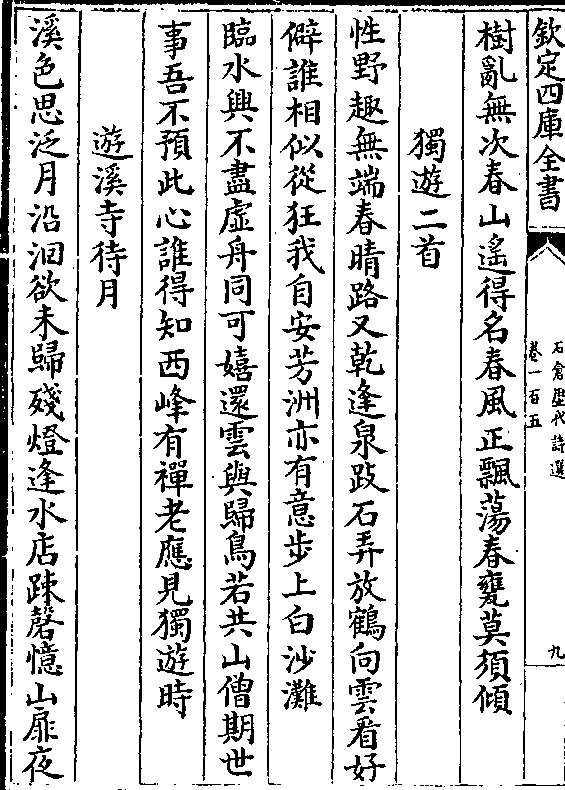 欽定四庫全書
石倉歷代詩選
卷一百五
九
樹亂無次春山遙得名春風正飄蕩春甕莫須傾
獨遊二首
性野趣無端春晴路又乾逢泉跂石弄放鶴向雲看好
僻誰相似從狂我自安芳洲亦有意步上白沙灘
臨水興不盡虛舟同可嬉還雲與歸鳥若共山僧期世
事吾不預此心誰得知西峰有禪老應見獨遊時
遊溪寺待月
溪色思泛月沿洄欲未歸殘燈逢水店疎磬憶山扉夜